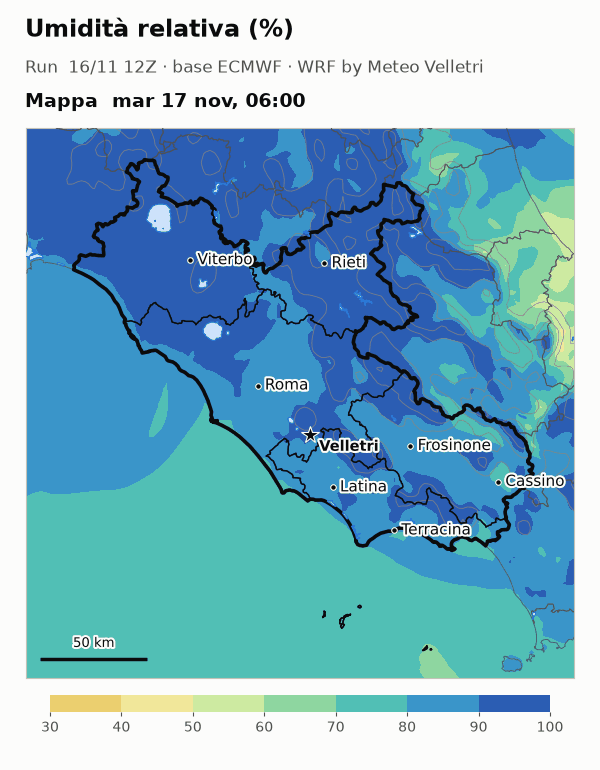 Umidità relativa (%)
Run  16/11 12Z · base ECMWF · WRF by Meteo Velletri
Mappa  mar 17 nov, 06:00
Viterbo
Rieti
Roma
Velletri
Frosinone
Cassino
Latina
Terracina
50 km
30 40 50 60 70 80 90 100